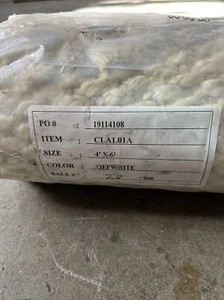 PO # : 19114108
ITEM : CLAL01A
SIZE : 4' X 6'
COLOR : OFFWHITE
BALE #